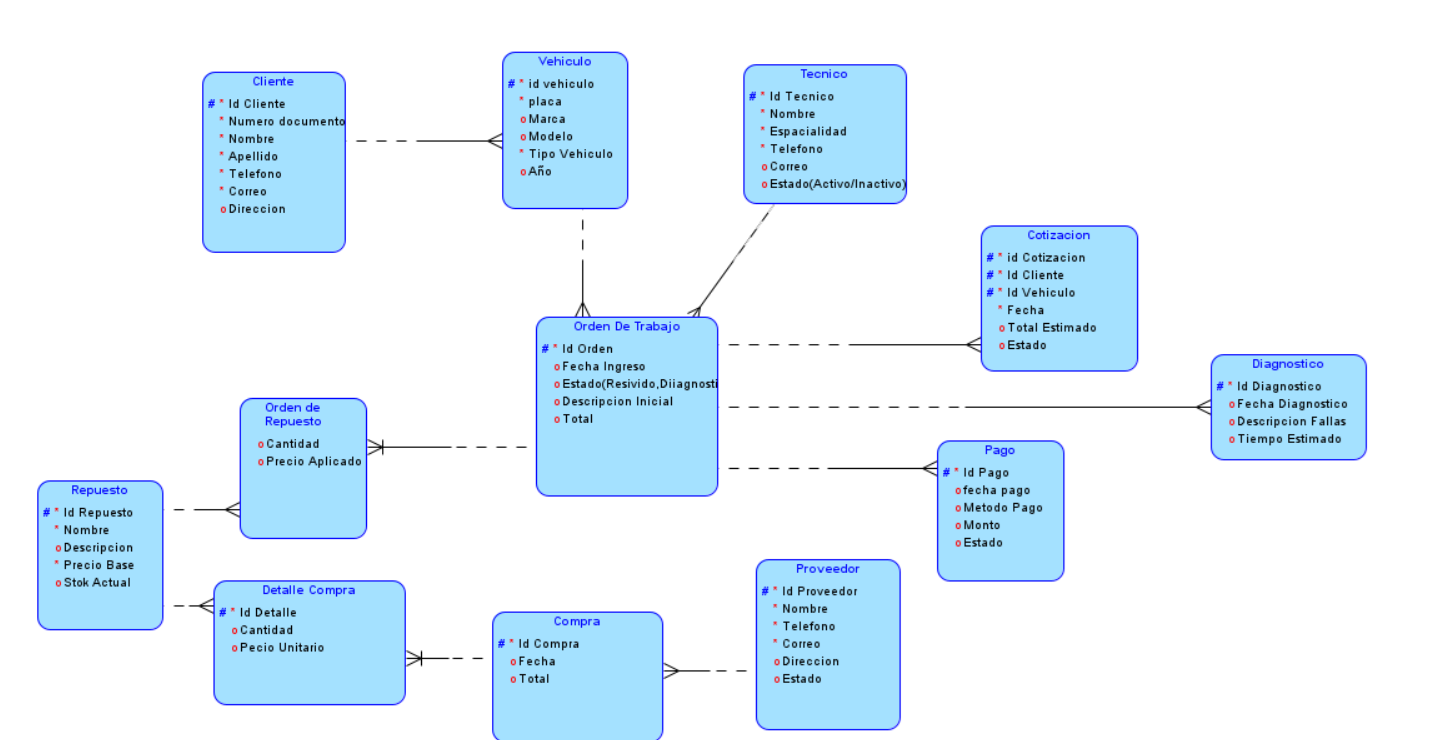 Cliente
# * Id Cliente
* Numero documento
* Nombre
* Apellido
* Telefono
* Correo
o Direccion
Vehiculo
# * id vehiculo
* placa
o Marca
o Modelo
* Tipo Vehiculo
o Año
Tecnico
# * Id Tecnico
* Nombre
* Espacialidad
* Telefono
o Correo
o Estado(Activo/Inactivo)
Cotizacion
# * id Cotizacion
# * Id Cliente
# * Id Vehiculo
* Fecha
o Total Estimado
o Estado
Orden De Trabajo
# * Id Orden
o Fecha Ingreso
o Estado(Resivido,Diiagnosti
o Descripcion Inicial
o Total
Diagnostico
# * Id Diagnostico
o Fecha Diagnostico
o Descripcion Fallas
o Tiempo Estimado
Orden de
Repuesto
o Cantidad
o Precio Aplicado
Pago
# * Id Pago
o fecha pago
o Metodo Pago
o Monto
o Estado
Repuesto
# * Id Repuesto
* Nombre
o Descripcion
* Precio Base
o Stok Actual
Detalle Compra
# * Id Detalle
o Cantidad
o Pecio Unitario
Compra
# * Id Compra
o Fecha
o Total
Proveedor
# * Id Proveedor
* Nombre
* Telefono
* Correo
o Direccion
o Estado